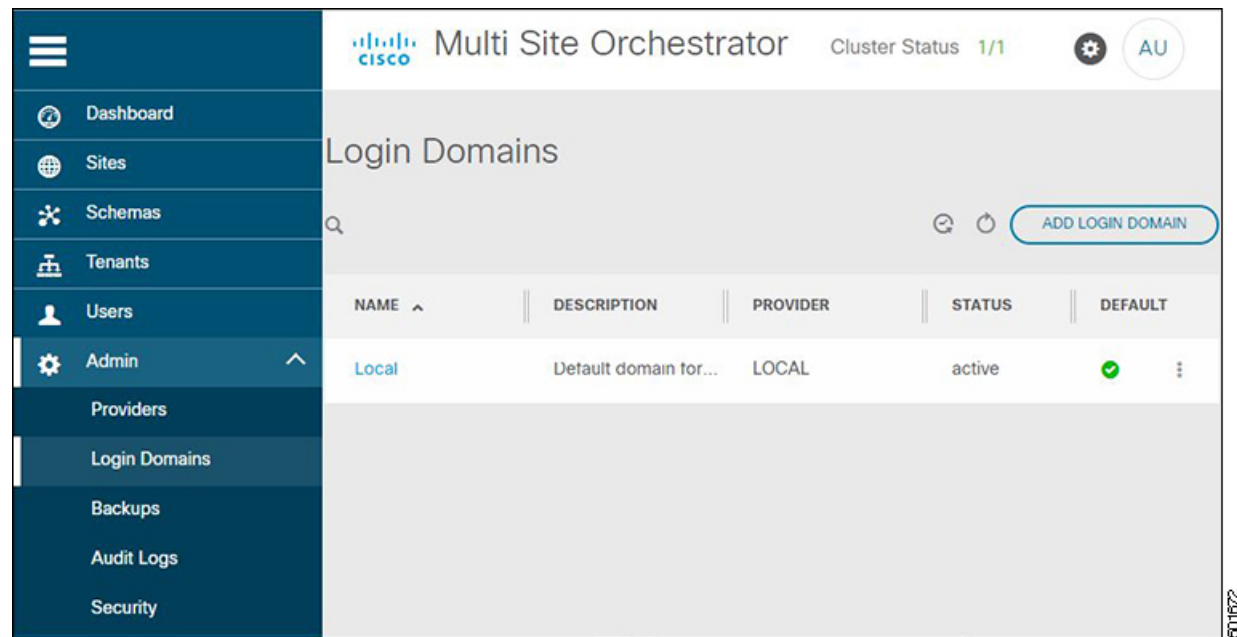 CISCO Multi Site Orchestrator Cluster Status 1/1 AU
Dashboard
Sites
Schemas
Tenants
Users
Admin
Providers
Login Domains
Backups
Audit Logs
Security
Login Domains
ADD LOGIN DOMAIN
NAME DESCRIPTION PROVIDER STATUS DEFAULT
Local Default domain for... LOCAL active
501672